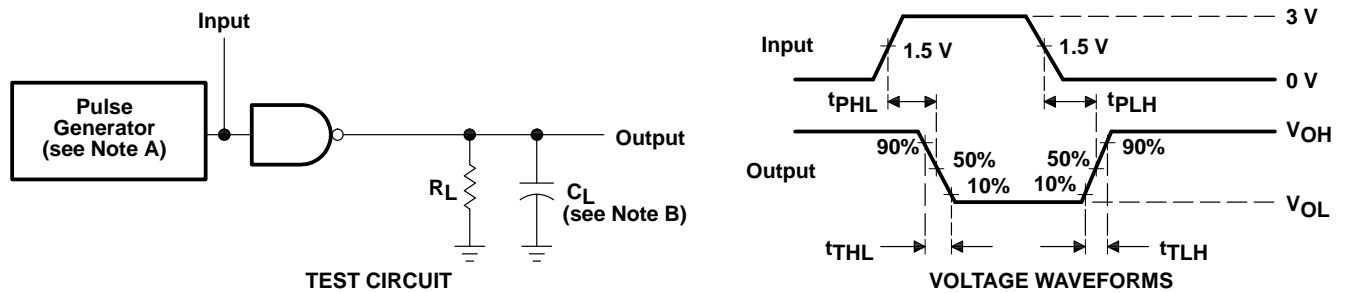 Input
Pulse
Generator
(see Note A)
Output
RL
CL
(see Note B)
TEST CIRCUIT
3 V
Input
1.5 V
1.5 V
0 V
tPHL
tPLH
VOH
90%
50%
50%
90%
Output
10%
10%
VOL
tTHL
tTLH
VOLTAGE WAVEFORMS